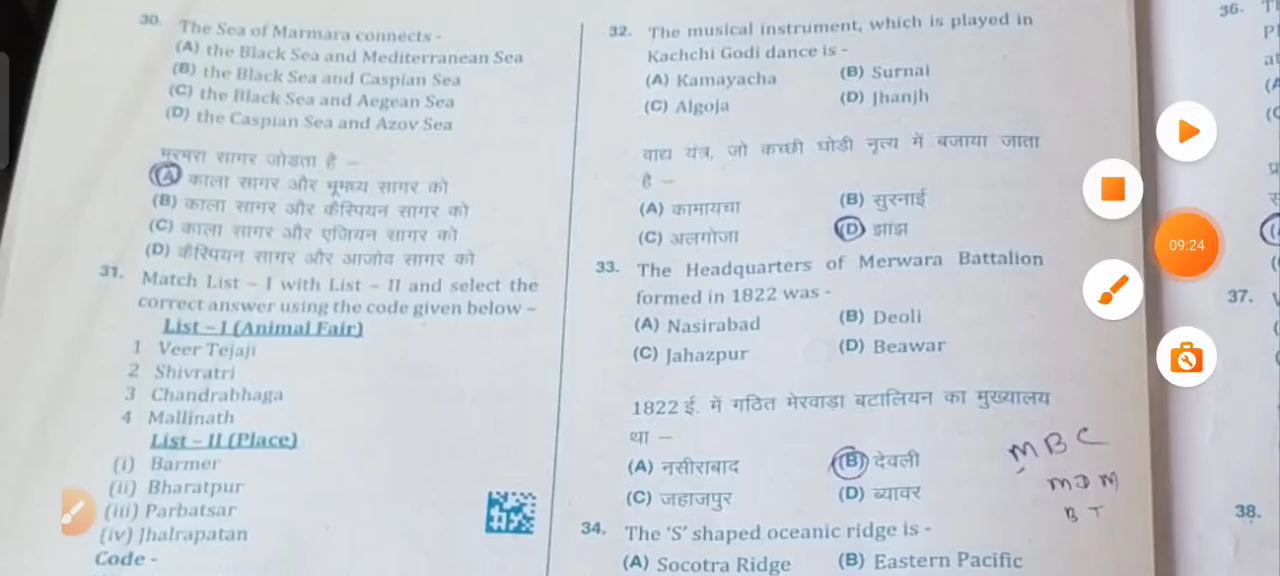 30. The Sea of Marmara connects -
(A) the Black Sea and Mediterranean Sea
(B) the Black Sea and Caspian Sea
(C) the Black Sea and Aegean Sea
(D) the Caspian Sea and Azov Sea
मरमरा सागर जोडता है –
(A) काला सागर और भूमध्य सागर को
(B) काला सागर और कैस्पियन सागर को
(C) काला सागर और एजियन सागर को
(D) कैस्पियन सागर और आजोव सागर को
31. Match List – I with List – II and select the
correct answer using the code given below –
List – I (Animal Fair)
1 Veer Tejaji
2 Shivratri
3 Chandrabhaga
4 Mallinath
List – II (Place)
(i) Barmer
(ii) Bharatpur
(iii) Parbatsar
(iv) Jhalrapatan
Code -
32. The musical instrument, which is played in
Kachchi Godi dance is -
(A) Kamayacha (B) Surnai
(C) Algoja (D) Jhanjh
वाद्य यंत्र, जो कच्छी घोड़ी नृत्य में बजाया जाता
है –
(A) कामायचा (B) सुरनाई
(C) अलगोजा (D) झांझ
33. The Headquarters of Merwara Battalion
formed in 1822 was -
(A) Nasirabad (B) Deoli
(C) Jahazpur (D) Beawar
1822 ई. में गठित मेरवाड़ा बटालियन का मुख्यालय
था –
(A) नसीराबाद (B) देवली
(C) जहाजपुर (D) ब्यावर
MBC
MDM
BT
34. The 'S' shaped oceanic ridge is -
(A) Socotra Ridge (B) Eastern Pacific
36.
37.
38.
09:24